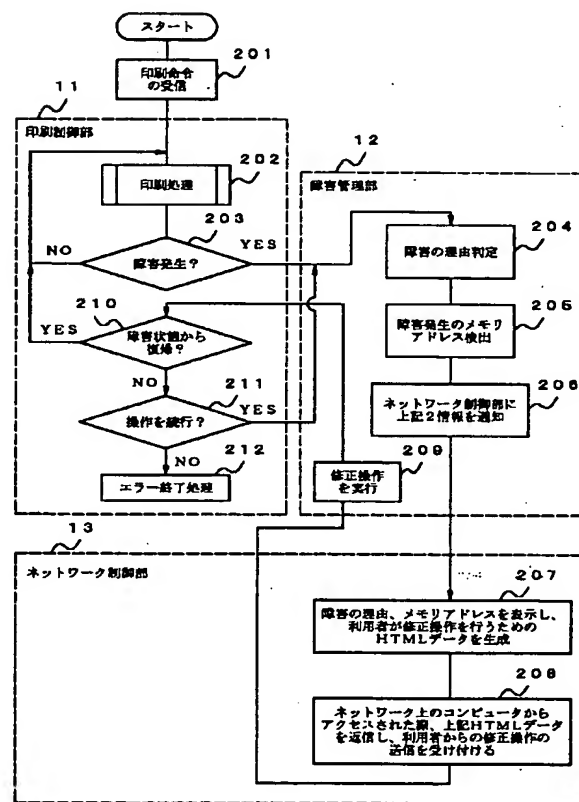 スタート
201
印刷命令
の受信
11
印刷制御部
202
印刷処理
203
NO
YES
障害発生?
210
YES
障害状態から
復帰?
NO
211
操作を続行?
YES
NO
212
エラー終了処理
12
障害管理部
204
障害の理由判定
205
障害発生のメモリ
アドレス検出
206
ネットワーク制御部に
上記2情報を通知
209
修正操作
を実行
13
ネットワーク制御部
207
障害の理由、メモリアドレスを表示し、
利用者が修正操作を行うための
HTMLデータを生成
208
ネットワーク上のコンピュータから
アクセスされた際、上記HTMLデータ
を返信し、利用者からの修正操作の
送信を受け付ける